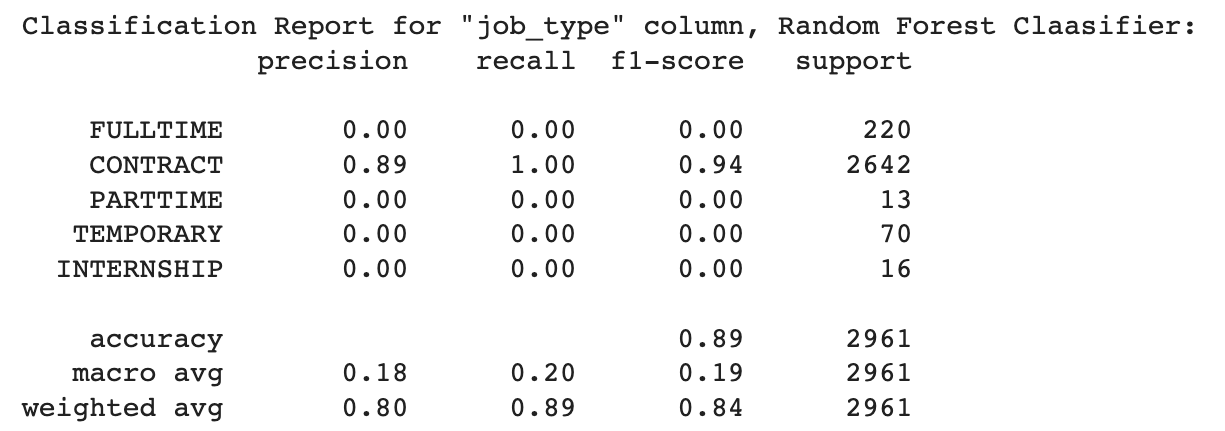 Classification Report for "job_type" column, Random Forest Claasifier:
precision recall f1-score support
FULLTIME 0.00 0.00 0.00 220
CONTRACT 0.89 1.00 0.94 2642
PARTTIME 0.00 0.00 0.00 13
TEMPORARY 0.00 0.00 0.00 70
INTERNSHIP 0.00 0.00 0.00 16
accuracy 0.89 2961
macro avg 0.18 0.20 0.19 2961
weighted avg 0.80 0.89 0.84 2961